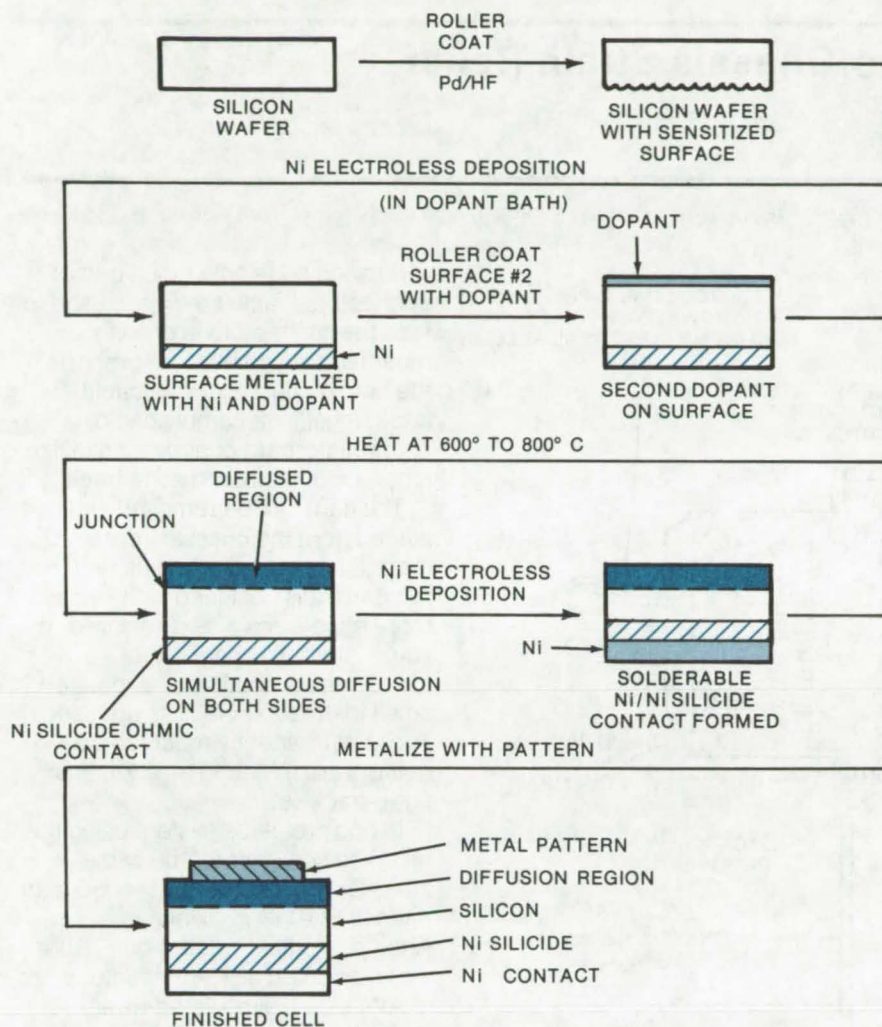 ROLLER
COAT
Pd/HF
SILICON
WAFER
SILICON WAFER
WITH SENSITIZED
SURFACE
Ni ELECTROLESS DEPOSITION
(IN DOPANT BATH)
DOPANT
ROLLER COAT
SURFACE #2
WITH DOPANT
Ni
SURFACE METALIZED
WITH Ni AND DOPANT
SECOND DOPANT
ON SURFACE
HEAT AT 600° TO 800° C
DIFFUSED
REGION
JUNCTION
Ni ELECTROLESS
DEPOSITION
Ni
SIMULTANEOUS DIFFUSION
ON BOTH SIDES
SOLDERABLE
Ni/Ni SILICIDE
CONTACT FORMED
Ni SILICIDE OHMIC
CONTACT
METALIZE WITH PATTERN
METAL PATTERN
DIFFUSION REGION
SILICON
Ni SILICIDE
Ni CONTACT
FINISHED CELL